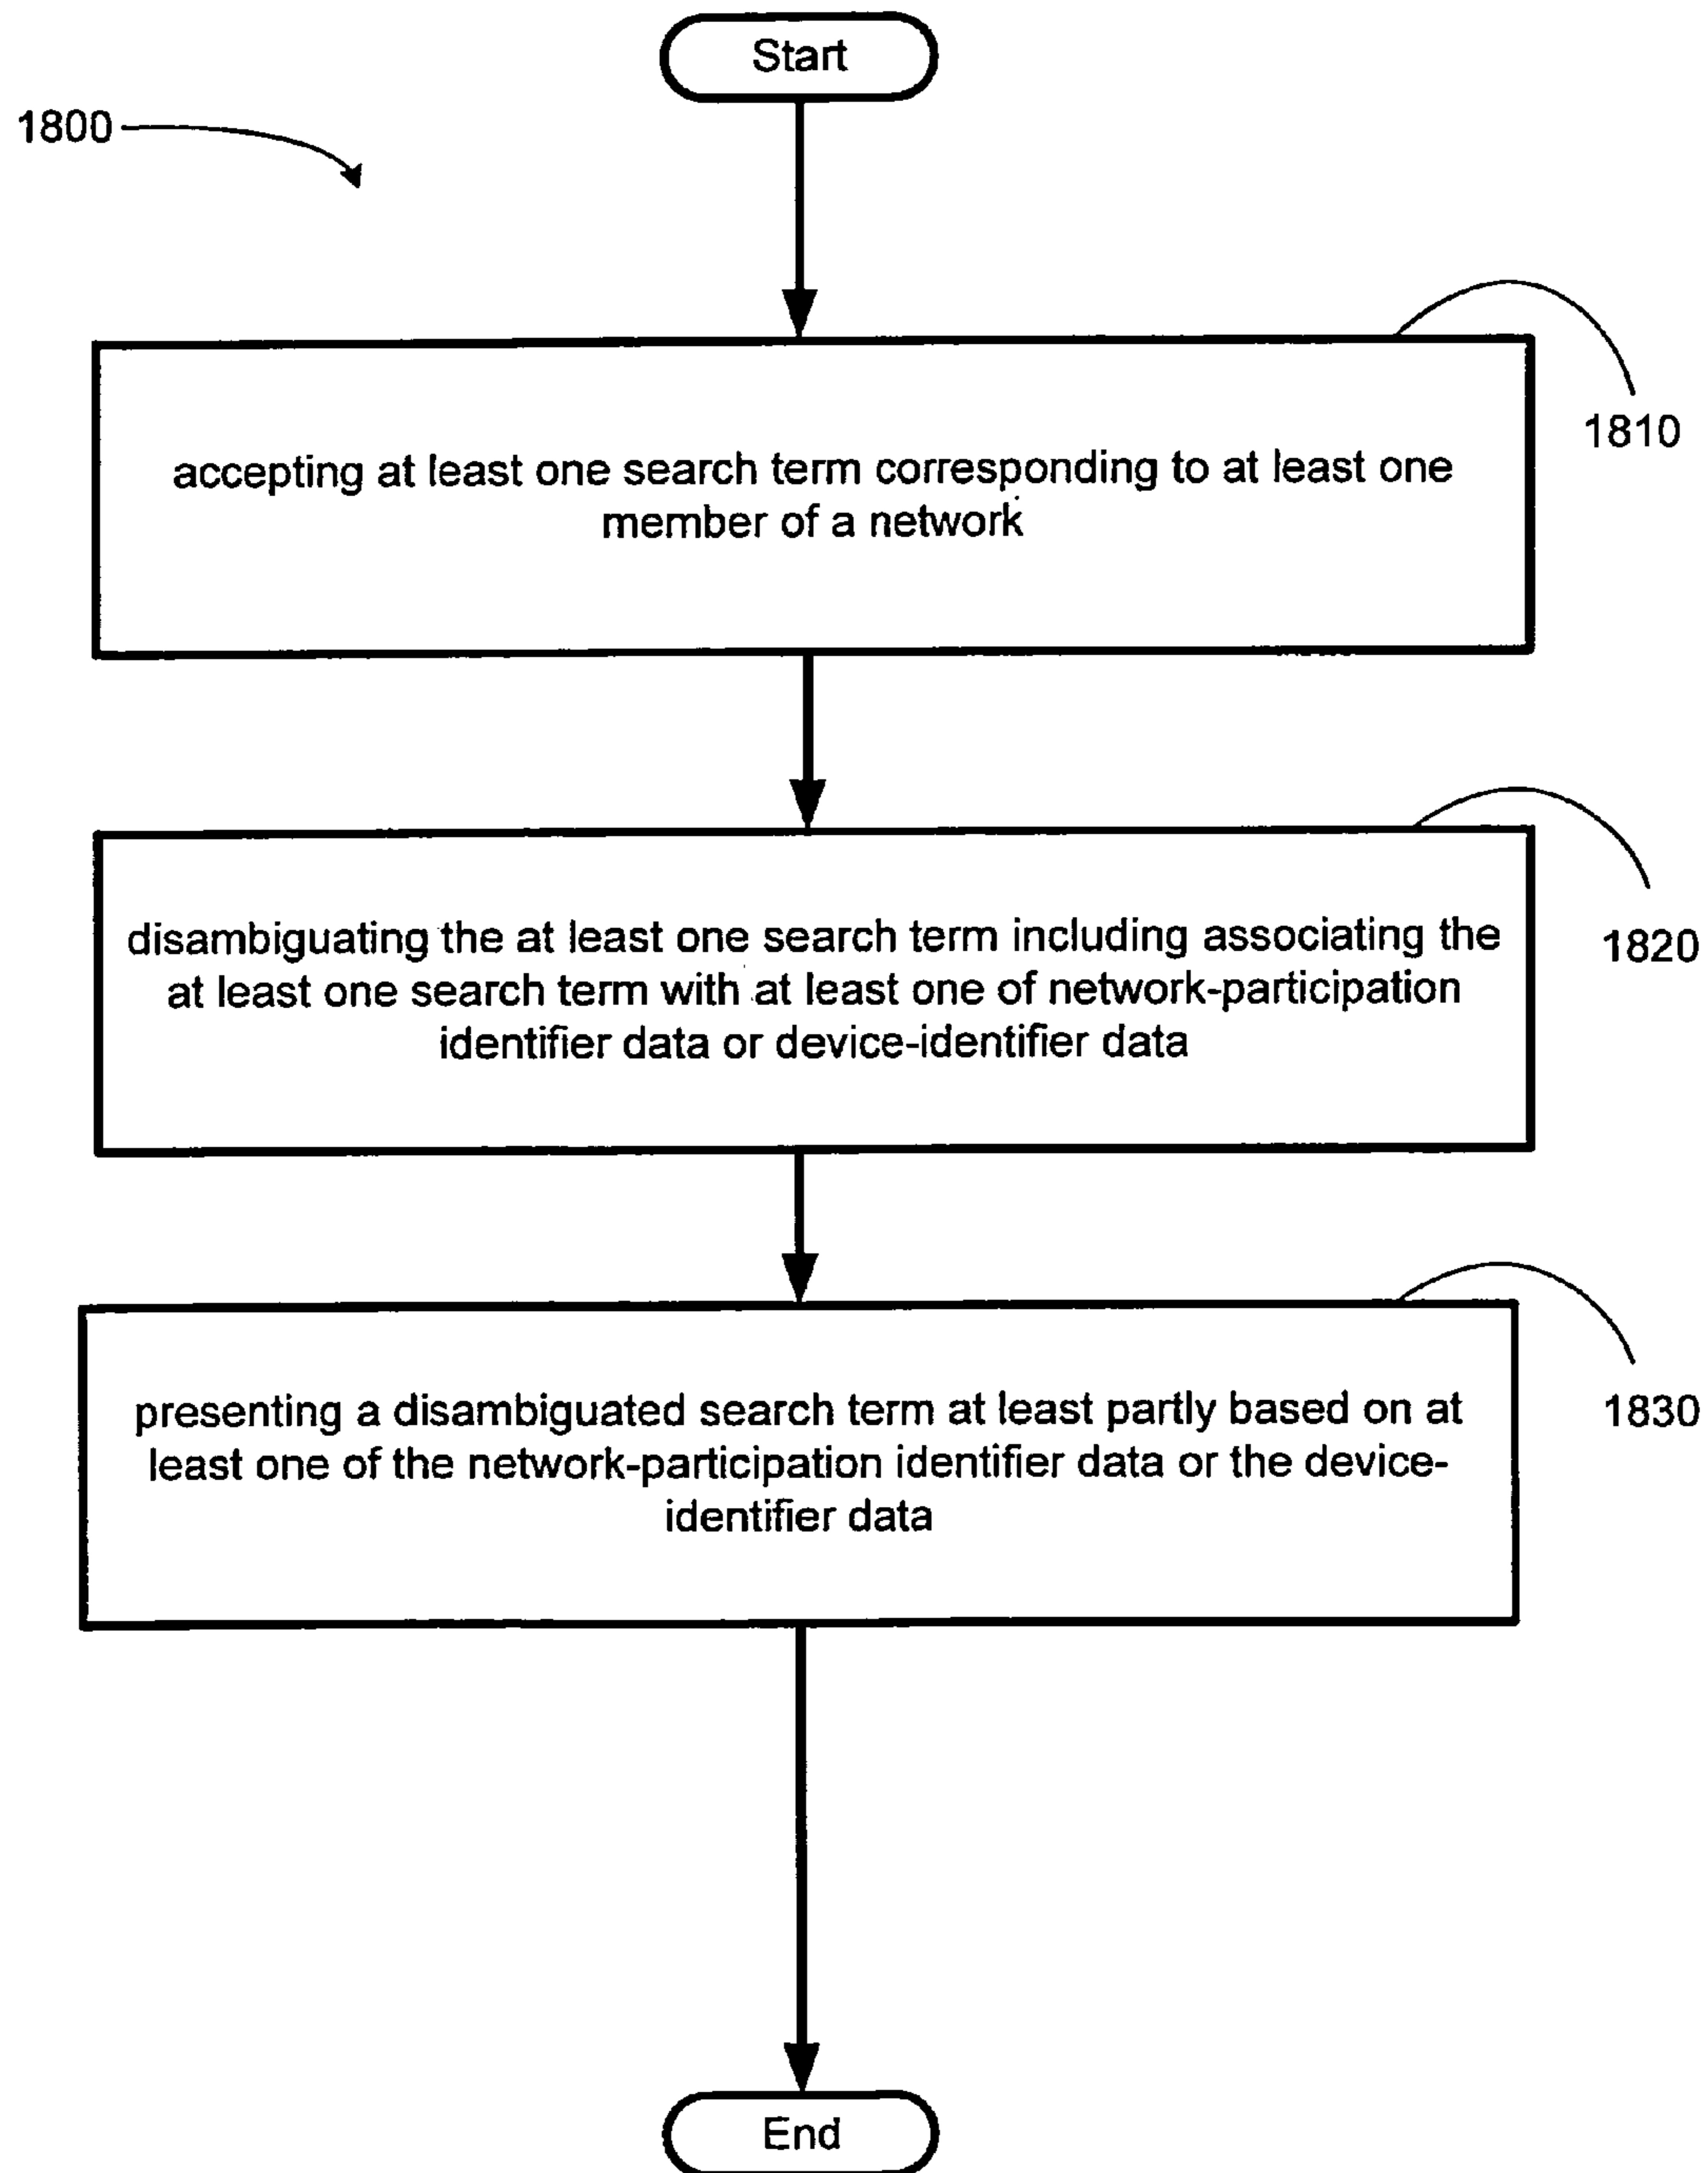 Start
1800
accepting at least one search term corresponding to at least one
member of a network
1810
disambiguating the at least one search term including associating the
at least one search term with at least one of network-participation
identifier data or device-identifier data
1820
presenting a disambiguated search term at least partly based on at
least one of the network-participation identifier data or the device-
identifier data
1830
End